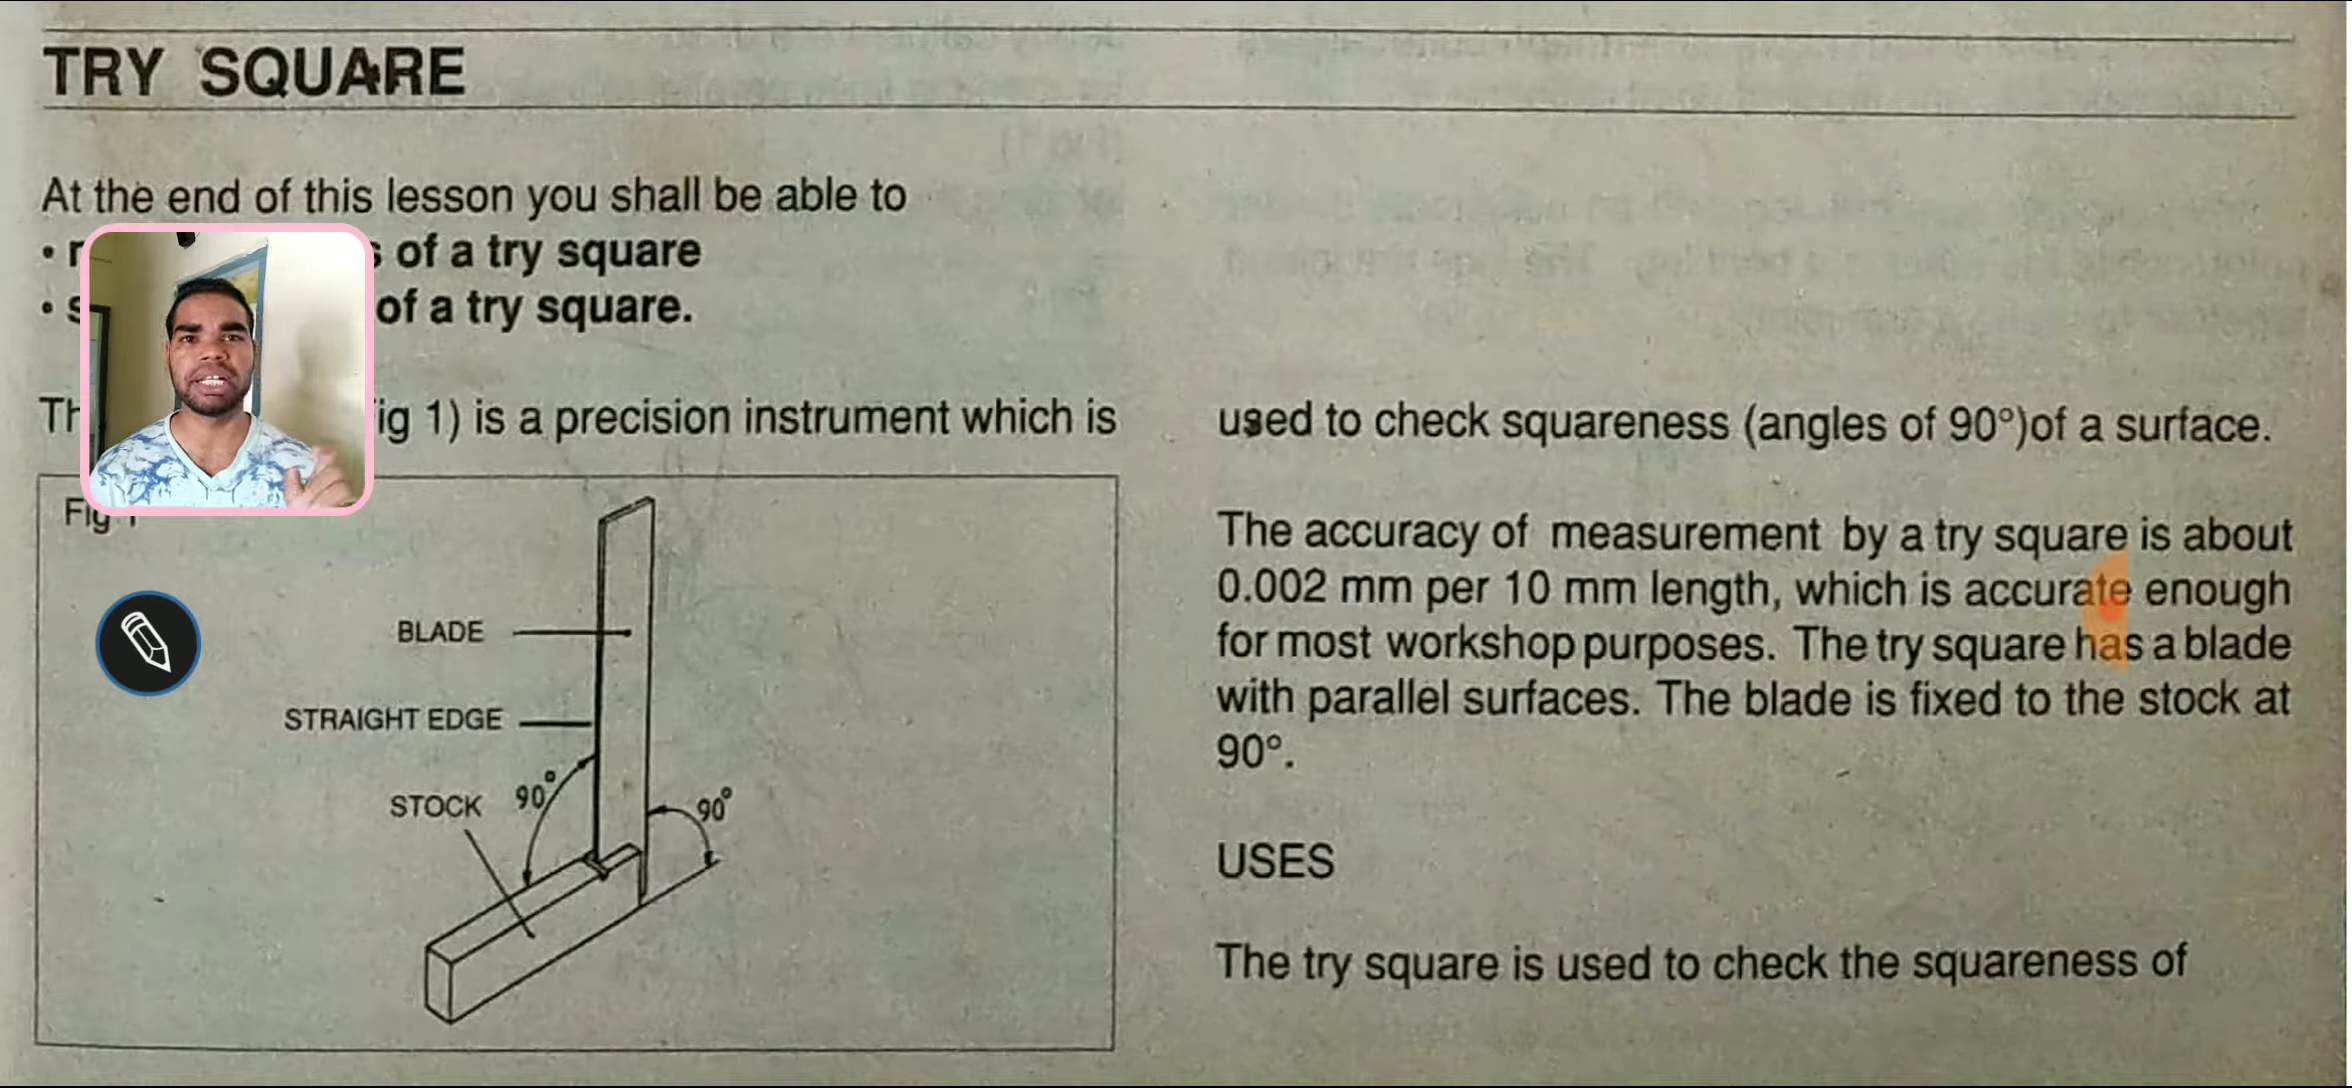 TRY SQUARE
At the end of this lesson you shall be able to
of a try square
of a try square.
1) is a precision instrument which is
Fig 1
BLADE
STRAIGHT EDGE
STOCK
90°
90°
used to check squareness (angles of 90°)of a surface.
The accuracy of measurement by a try square is about
0.002 mm per 10 mm length, which is accurate enough
for most workshop purposes. The try square has a blade
with parallel surfaces. The blade is fixed to the stock at
90°.
USES
The try square is used to check the squareness of